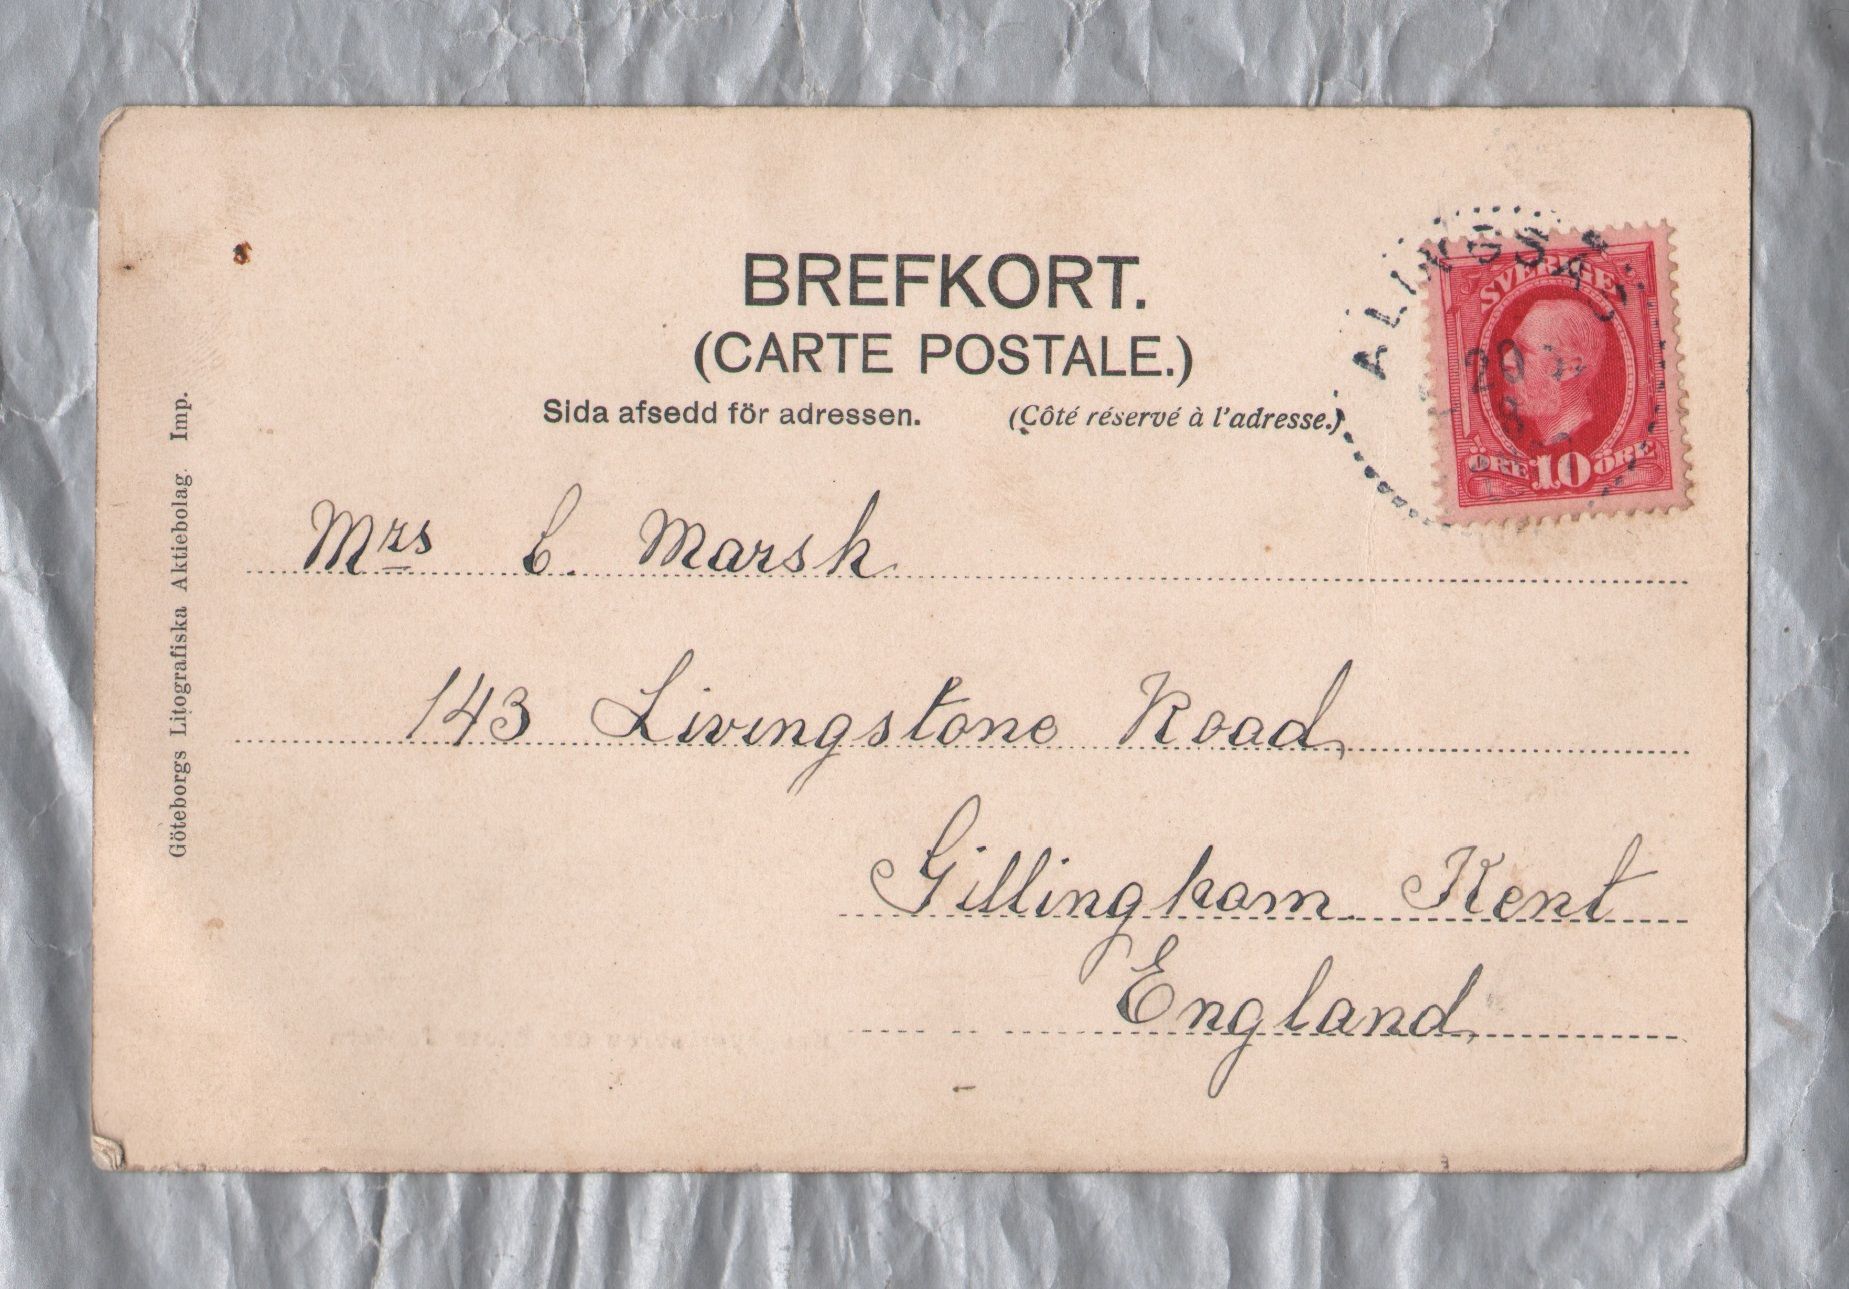 BREFKORT.
(CARTE POSTALE.)
Sida afsedd för adressen. (Côté réservé à l'adresse.)
SVERIGE
ÖRE 10 ÖRE
20
Mrs C. Marsh
143 Livingstone Road
Gillingham Kent
England
Göteborgs Litografiska Aktiebolag Imp.